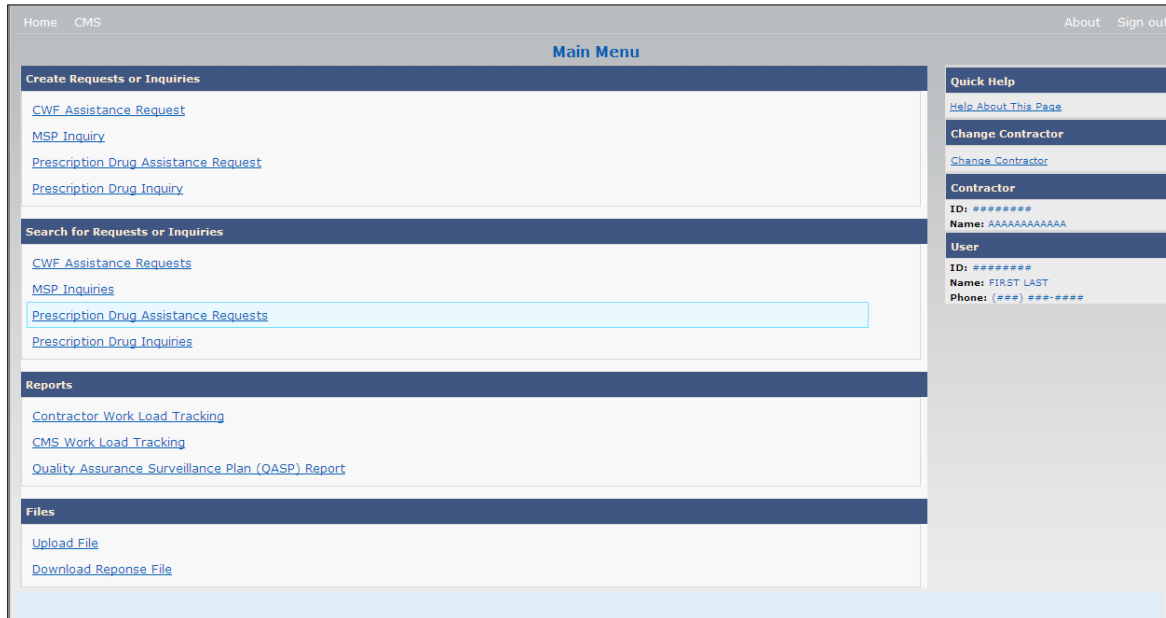 Home CMS About Sign out
Main Menu
Create Requests or Inquiries
CWF Assistance Request
MSP Inquiry
Prescription Drug Assistance Request
Prescription Drug Inquiry
Search for Requests or Inquiries
CWF Assistance Requests
MSP Inquiries
Prescription Drug Assistance Requests
Prescription Drug Inquiries
Reports
Contractor Work Load Tracking
CMS Work Load Tracking
Quality Assurance Surveillance Plan (QASP) Report
Files
Upload File
Download Reponse File
Quick Help
Help About This Page
Change Contractor
Change Contractor
Contractor
ID: ########
Name: AAAAAAAAAAAA
User
ID: ########
Name: FIRST LAST
Phone: (###) ###-####